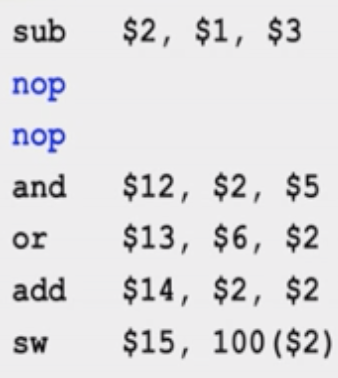 sub $2, $1, $3
nop
nop
and $12, $2, $5
or $13, $6, $2
add $14, $2, $2
sw $15, 100($2)